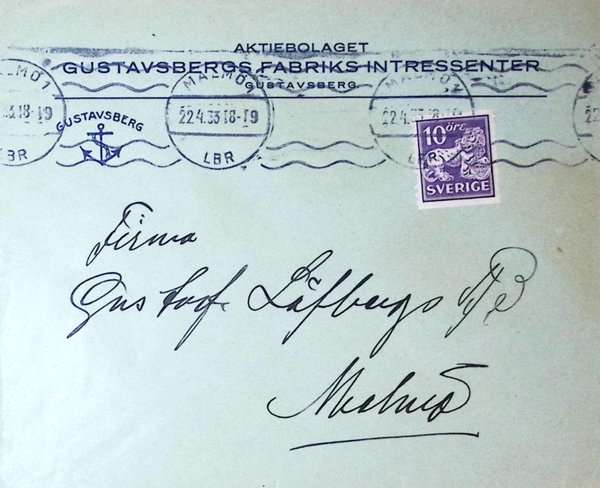 AKTIEBOLAGET
GUSTAVSBERGS FABRIKS-INTRESSENTER
GUSTAVSBERG
MALMÖ 1
22.4.33 18-19
LBR
GUSTAVSBERG
10 ÖRE
SVERIGE
Firma
Gustaf Löfbergs
Malmö